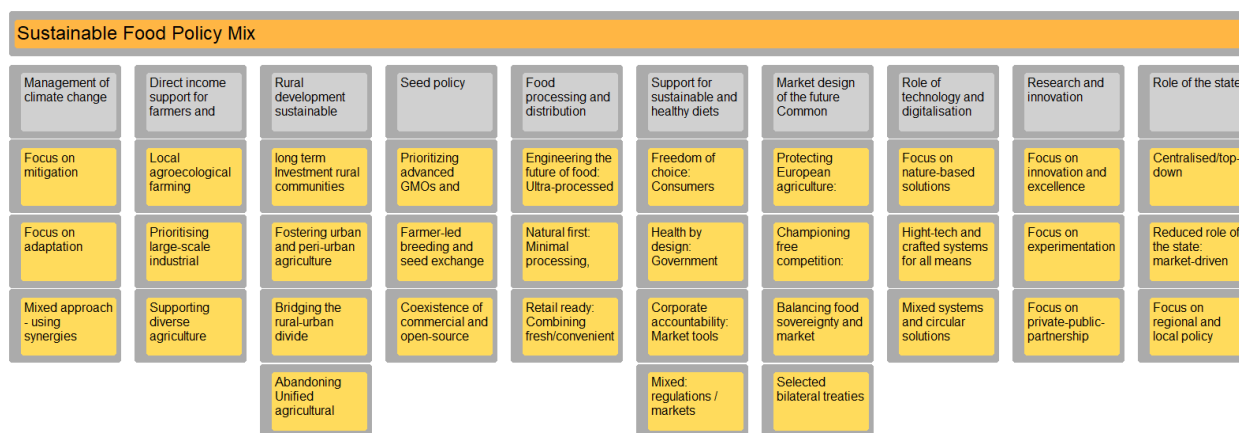 Sustainable Food Policy Mix
Management of
climate change
Direct income
support for
farmers and
Rural
development
sustainable
Seed policy
Food
processing and
distribution
Support for
sustainable and
healthy diets
Market design
of the future
Common
Role of
technology and
digitalisation
Research and
innovation
Role of the state
Focus on
mitigation
Local
agroecological
farming
long term
Investment rural
communities
Prioritizing
advanced
GMOs and
Engineering the
future of food:
Ultra-processed
Freedom of
choice:
Consumers
Protecting
European
agriculture:
Focus on
nature-based
solutions
Focus on
innovation and
excellence
Centralised/top-
down
Focus on
adaptation
Prioritising
large-scale
industrial
Fostering urban
and peri-urban
agriculture
Farmer-led
breeding and
seed exchange
Natural first:
Minimal
processing,
Health by
design:
Government
Championing
free
competition:
Hight-tech and
crafted systems
for all means
Focus on
experimentation
Reduced role of
the state:
market-driven
Mixed approach
- using
synergies
Supporting
diverse
agriculture
Bridging the
rural-urban
divide
Coexistence of
commercial and
open-source
Retail ready:
Combining
fresh/convenient
Corporate
accountability:
Market tools
Balancing food
sovereignty and
market
Mixed systems
and circular
solutions
Focus on
private-public-
partnership
Focus on
regional and
local policy
Abandoning
Unified
agricultural
Mixed:
regulations /
markets
Selected
bilateral treaties